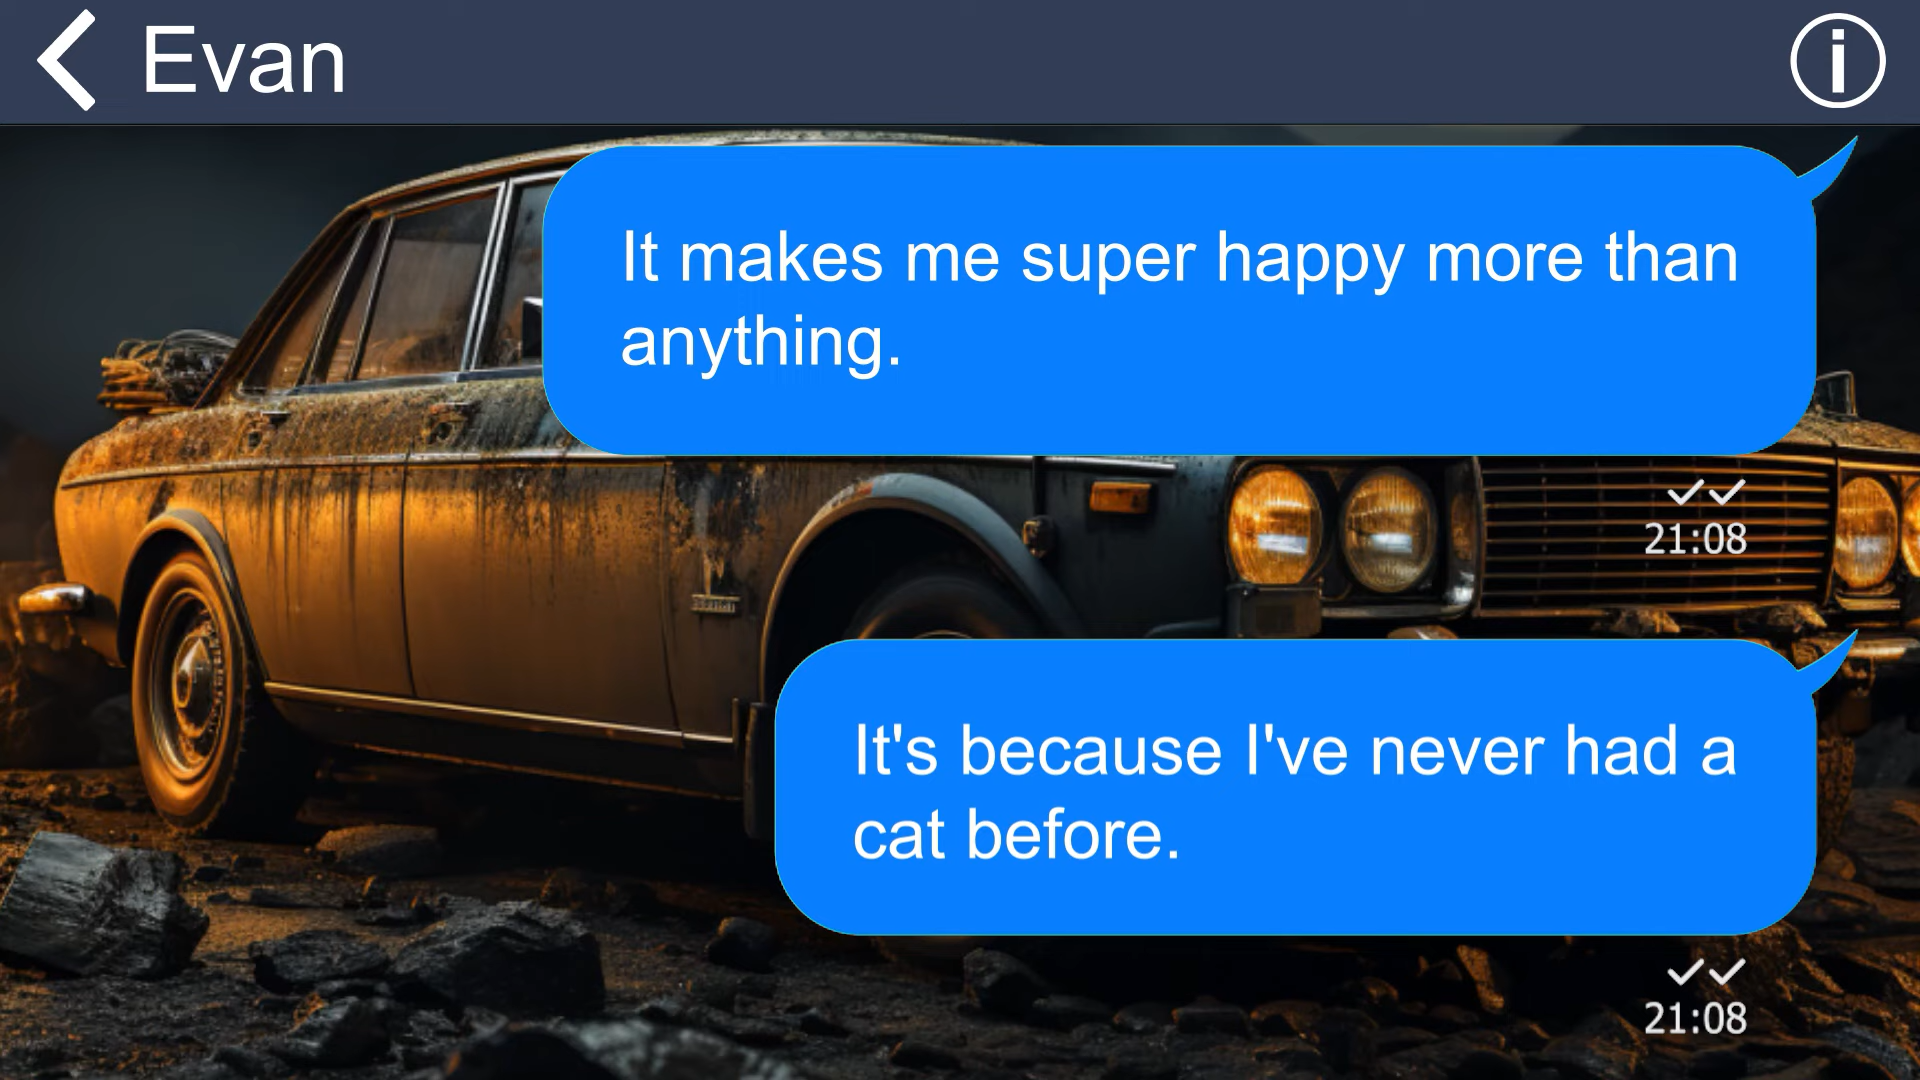 Evan
It makes me super happy more than
anything.
21:08
It's because I've never had a
cat before.
21:08